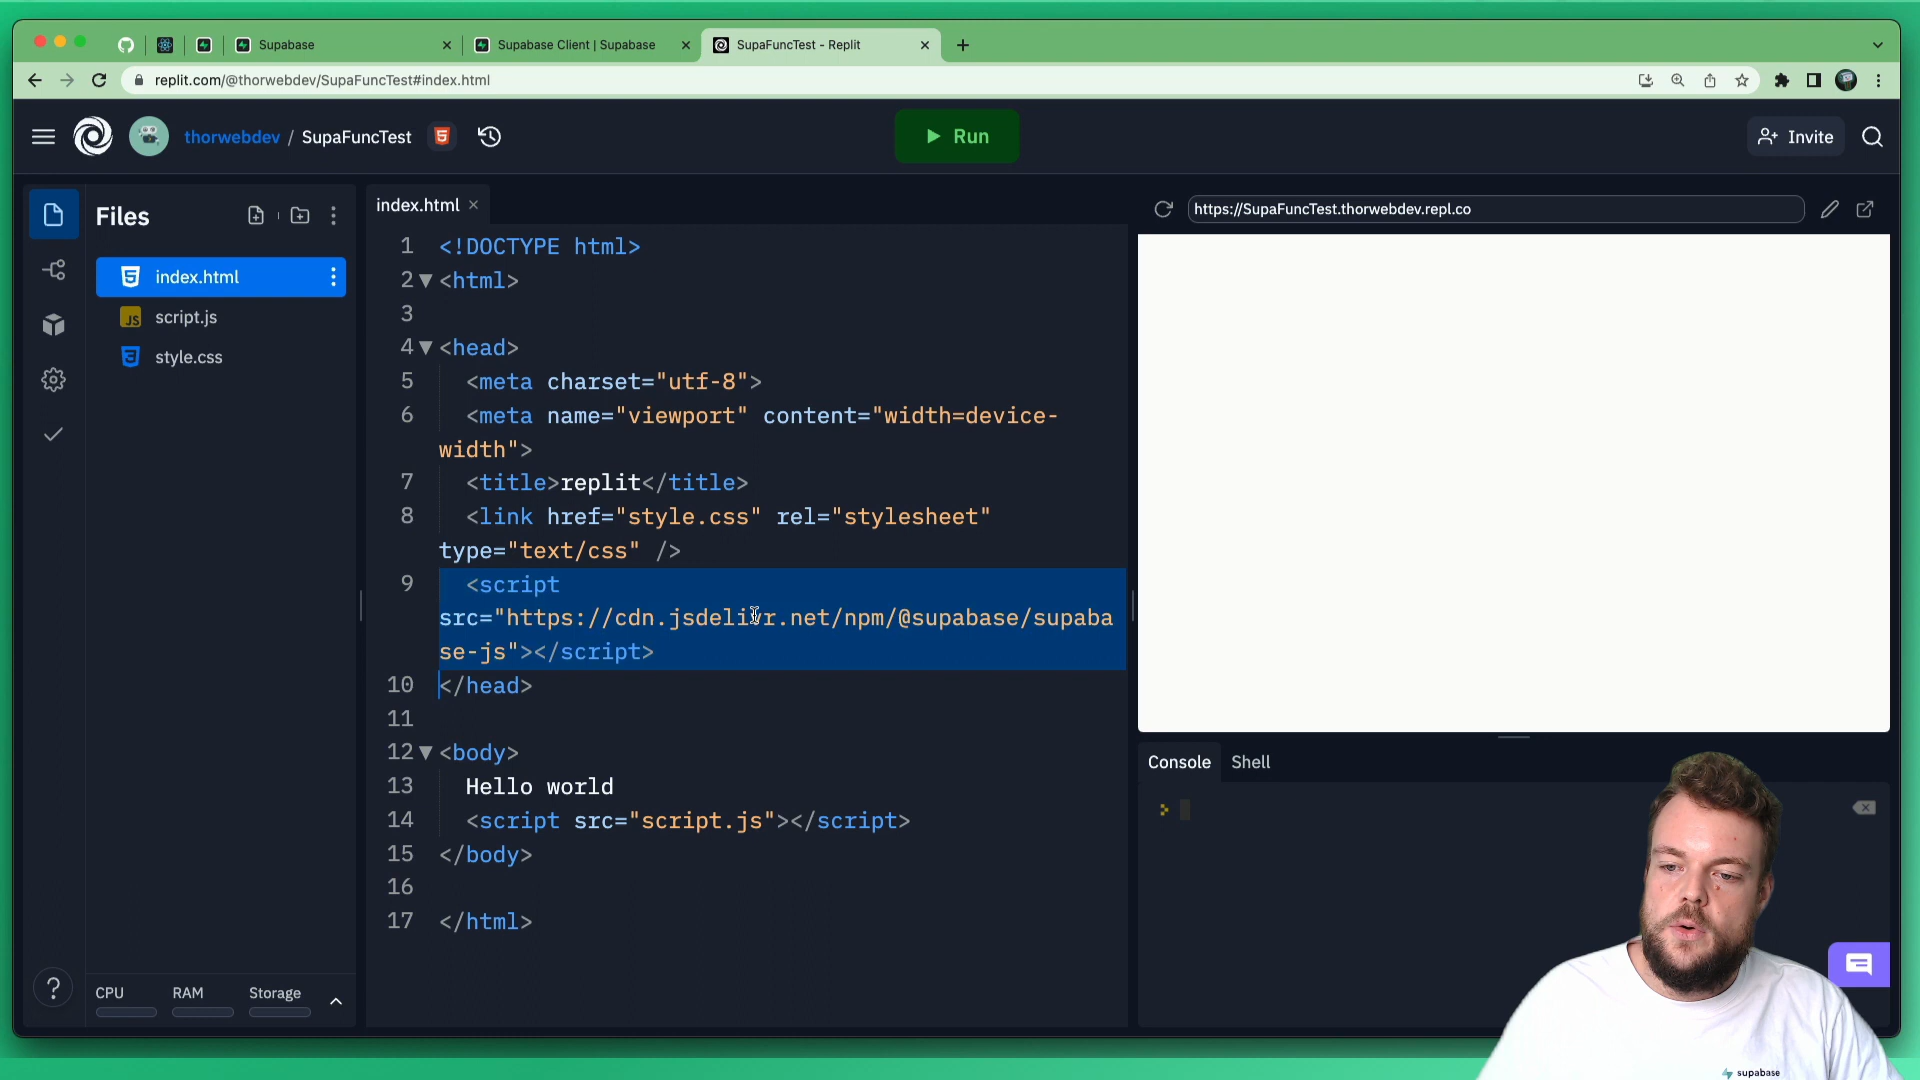 Supabase
Supabase Client | Supabase
SupaFuncTest - Replit
replit.com/@thorwebdev/SupaFuncTest#index.html
thorwebdev / SupaFuncTest
Run
Invite
Files
index.html
https://SupaFuncTest.thorwebdev.repl.co
index.html
JS script.js
style.css
1 <!DOCTYPE html>
2 <html>
3
4 <head>
5 <meta charset="utf-8">
6 <meta name="viewport" content="width=device-
width">
7 <title>replit</title>
8 <link href="style.css" rel="stylesheet"
type="text/css" />
9 <script
src="https://cdn.jsdelivr.net/npm/@supabase/supaba
se-js"></script>
10 </head>
11
12 <body>
13 Hello world
14 <script src="script.js"></script>
15 </body>
16
17 </html>
Console
Shell
CPU
RAM
Storage
supabase